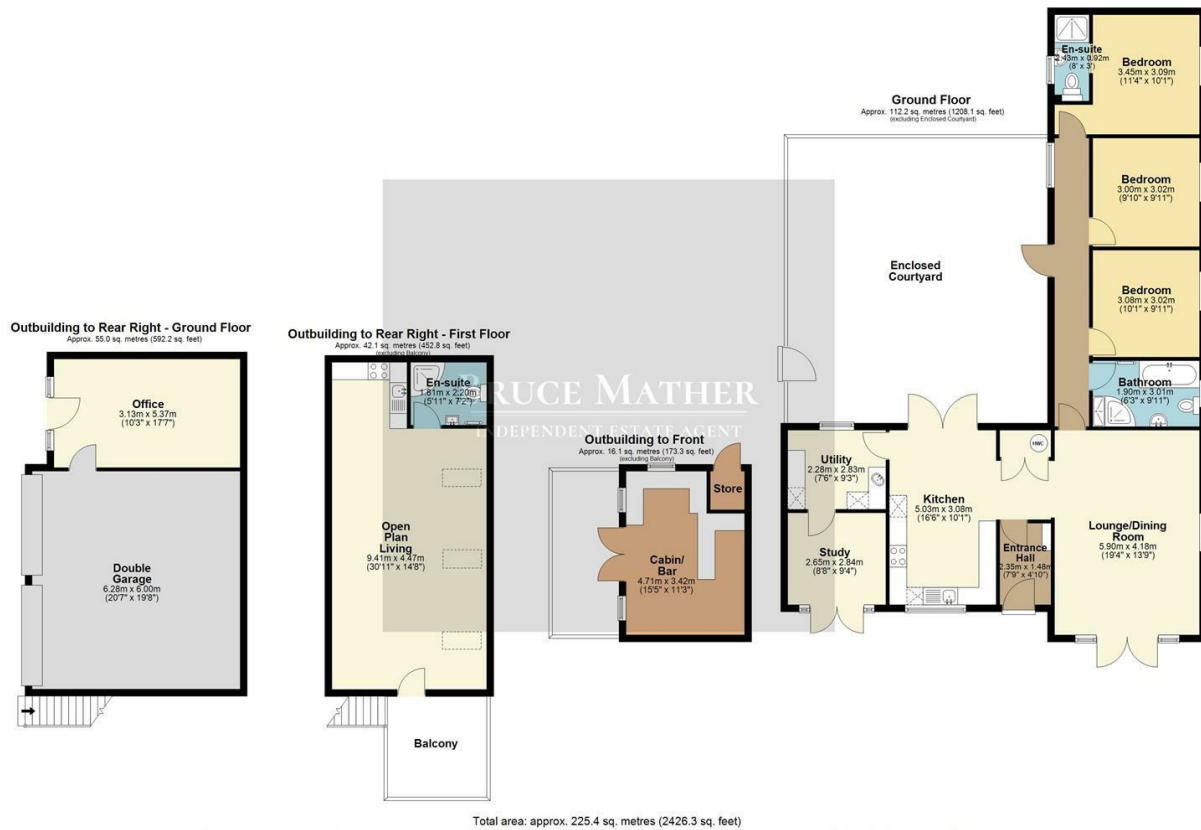 Ground Floor
Approx. 112.2 sq. metres (1208.1 sq. feet)
(excluding Enclosed Courtyard)
En-suite
2.43m x 0.92m
(8' x 3')
Bedroom
3.45m x 3.09m
(11'4" x 10'1")
Bedroom
3.00m x 3.02m
(9'10" x 9'11")
Enclosed
Courtyard
Bedroom
3.08m x 3.02m
(10'1" x 9'11")
Bathroom
1.90m x 3.01m
(6'3" x 9'11")
HWC
Utility
2.28m x 2.83m
(7'6" x 9'3")
Kitchen
5.03m x 3.08m
(16'6" x 10'1")
Lounge/Dining
Room
5.90m x 4.18m
(19'4" x 13'9")
Study
2.65m x 2.84m
(8'8" x 9'4")
Entrance
Hall
2.35m x 1.48m
(7'9" x 4'10")
Outbuilding to Rear Right - Ground Floor
Approx. 55.0 sq. metres (592.2 sq. feet)
Office
3.13m x 5.37m
(10'3" x 17'7")
Double
Garage
6.28m x 6.00m
(20'7" x 19'8")
Outbuilding to Rear Right - First Floor
Approx. 42.1 sq. metres (452.8 sq. feet)
(excluding Balcony)
En-suite
1.81m x 2.20m
(5'11" x 7'2")
Open
Plan
Living
9.41m x 4.47m
(30'11" x 14'8")
Balcony
BRUCE MATHER
INDEPENDENT ESTATE AGENT
Outbuilding to Front
Approx. 16.1 sq. metres (173.3 sq. feet)
(excluding Balcony)
Store
Cabin/
Bar
4.71m x 3.42m
(15'5" x 11'3")
Total area: approx. 225.4 sq. metres (2426.3 sq. feet)